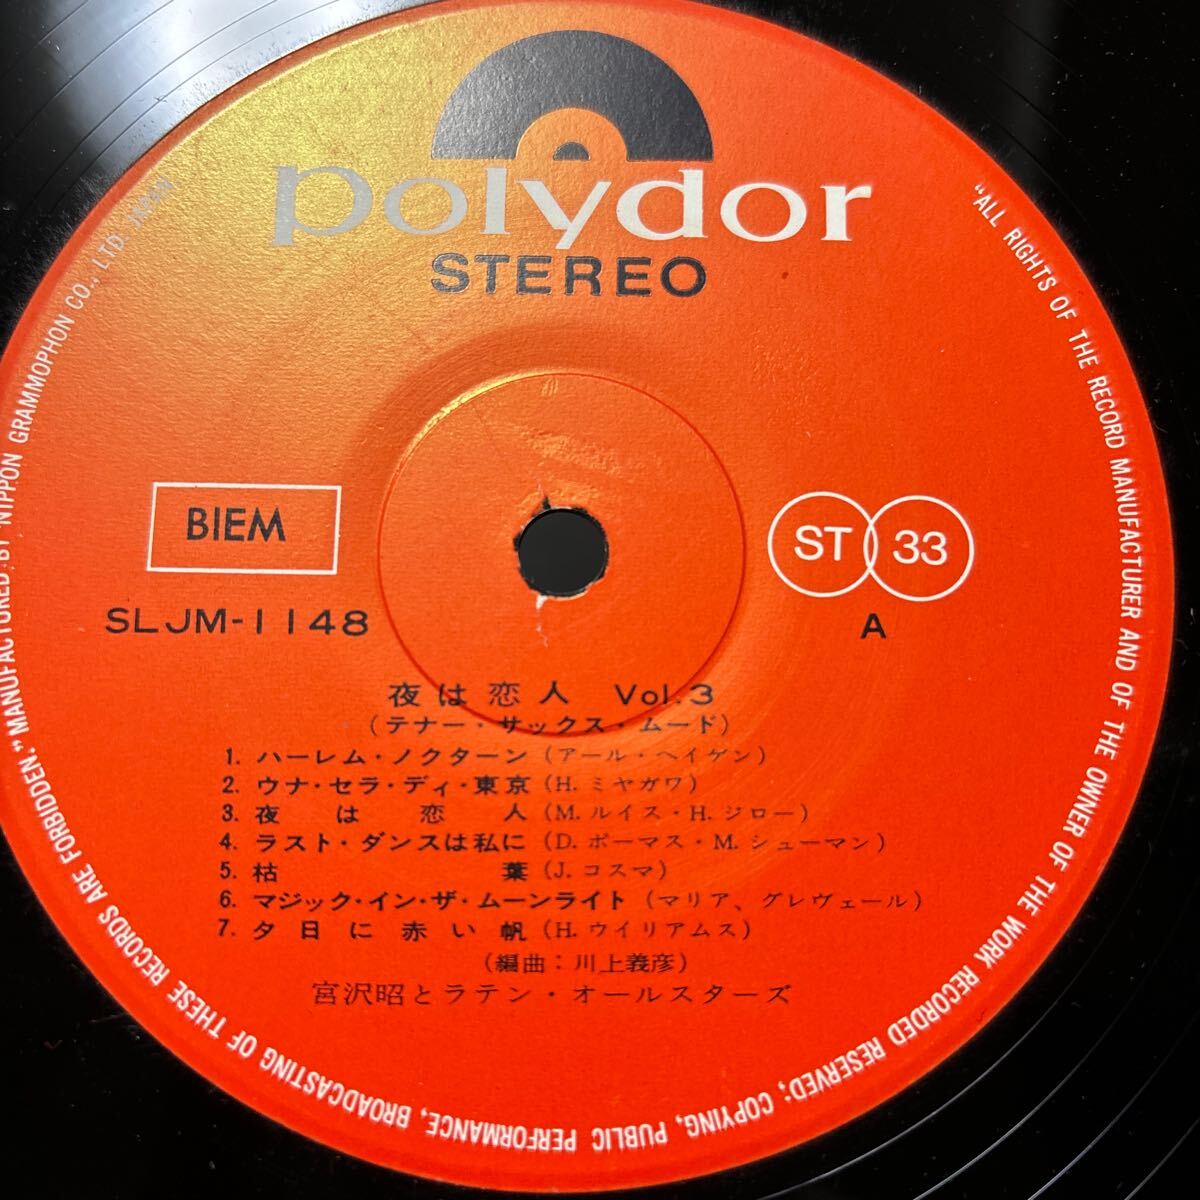 polydor
STEREO
BIEM
ST 33
SLJM-1148
A
夜は恋人 Vol.3
(テナー・サックス・ムード)
1. ハーレム・ノクターン (アール・ヘイゲン)
2. ウナ・セラ・ディ・東京 (H. ミヤガワ)
3. 夜は恋人 (M. ルイス・H. ジロー)
4. ラスト・ダンスは私に (D. ポーマス・M. シューマン)
5. 枯葉 (J. コスマ)
6. マジック・イン・ザ・ムーンライト (マリア、グレヴェール)
7. 夕日に赤い帆 (H. ウイリアムス)
(編曲：川上義彦)
宮沢昭とラテン・オールスターズ
"ALL RIGHTS OF THE RECORD MANUFACTURER AND OF THE OWNER OF THE WORK RECORDED RESERVED; COPYING, PUBLIC PERFORMANCE, BROADCASTING OF THESE RECORDS ARE FORBIDDEN." MANUFACTURED BY NIPPON GRAMMOPHON CO., LTD. JAPAN